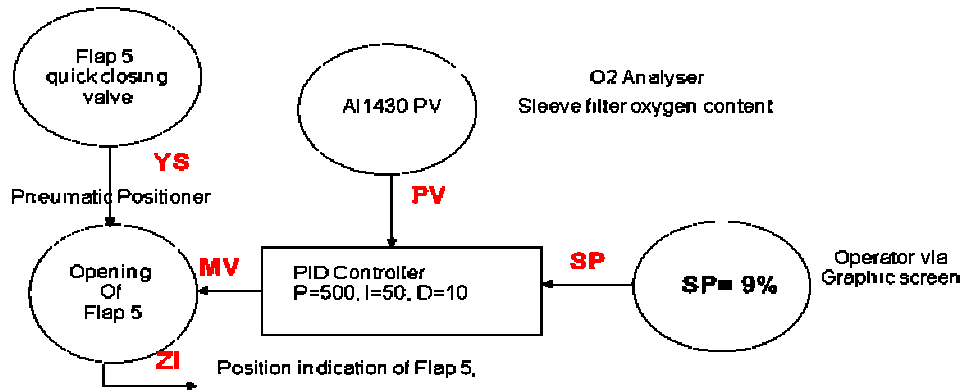 Flap 5
quick closing
valve
AI1430 PV
O2 Analyser
Sleeve filter oxygen content
YS
Pneumatic Positioner
PV
Opening
Of
Flap 5
MV
PID Controller
P=500, I=50, D=10
SP
SP= 9%
Operator via
Graphic screen
ZI
Position indication of Flap 5,